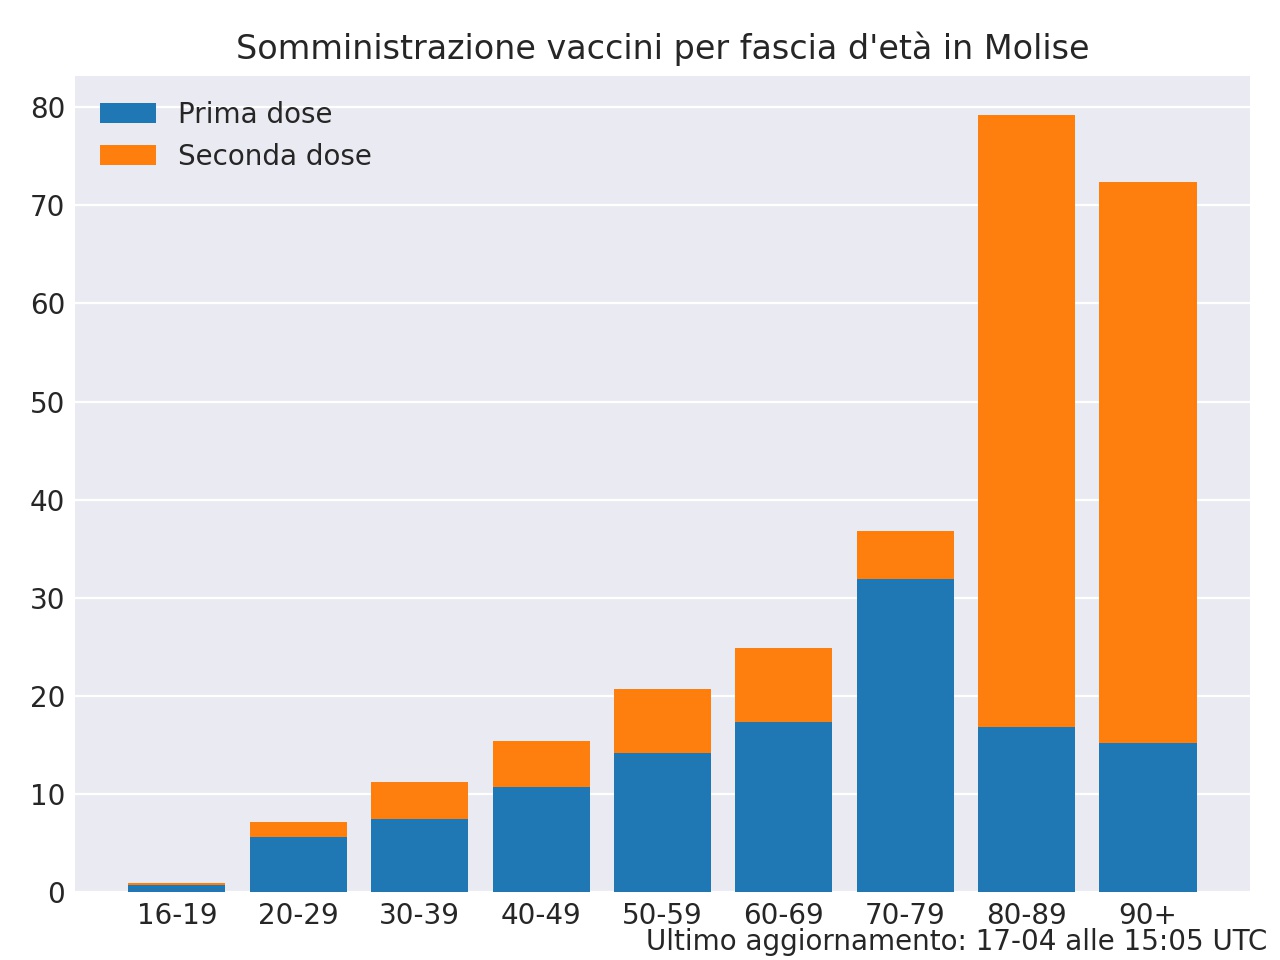 Somministrazione vaccini per fascia d'età in Molise
Prima dose
Seconda dose
80
70
60
50
40
30
20
10
0
16-19 20-29 30-39 40-49 50-59 60-69 70-79 80-89 90+
Ultimo aggiornamento: 17-04 alle 15:05 UTC